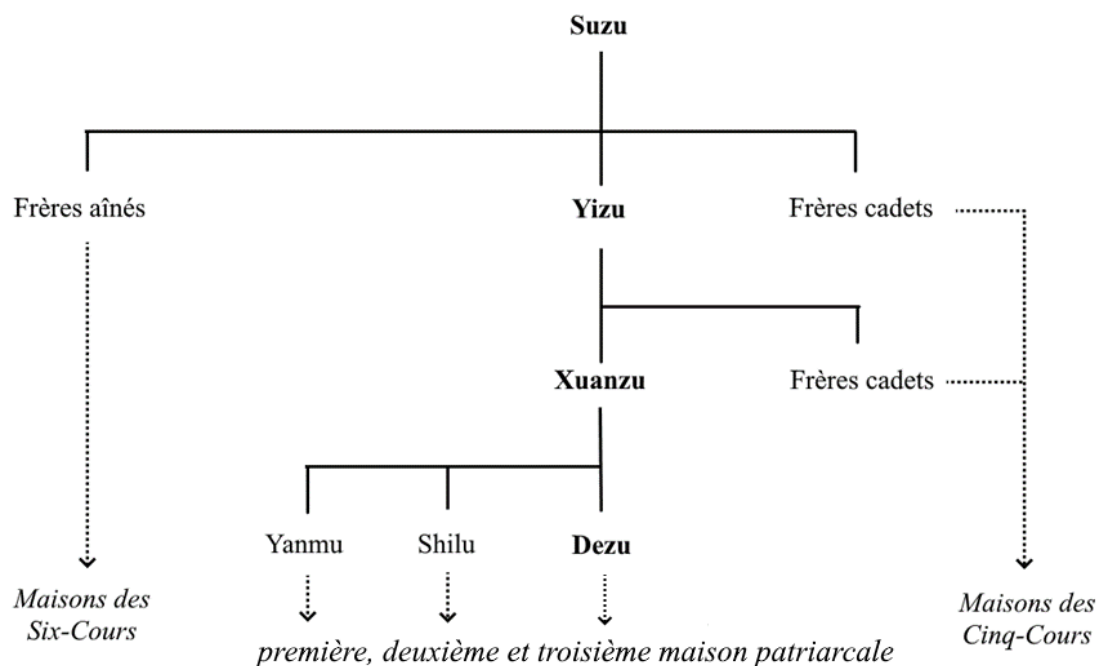 Suzu
Frères aînés
Yizu
Frères cadets
Xuanzu
Frères cadets
Yanmu
Shilu
Dezu
Maisons des
Six-Cours
première, deuxième et troisième maison patriarcale
Maisons des
Cinq-Cours